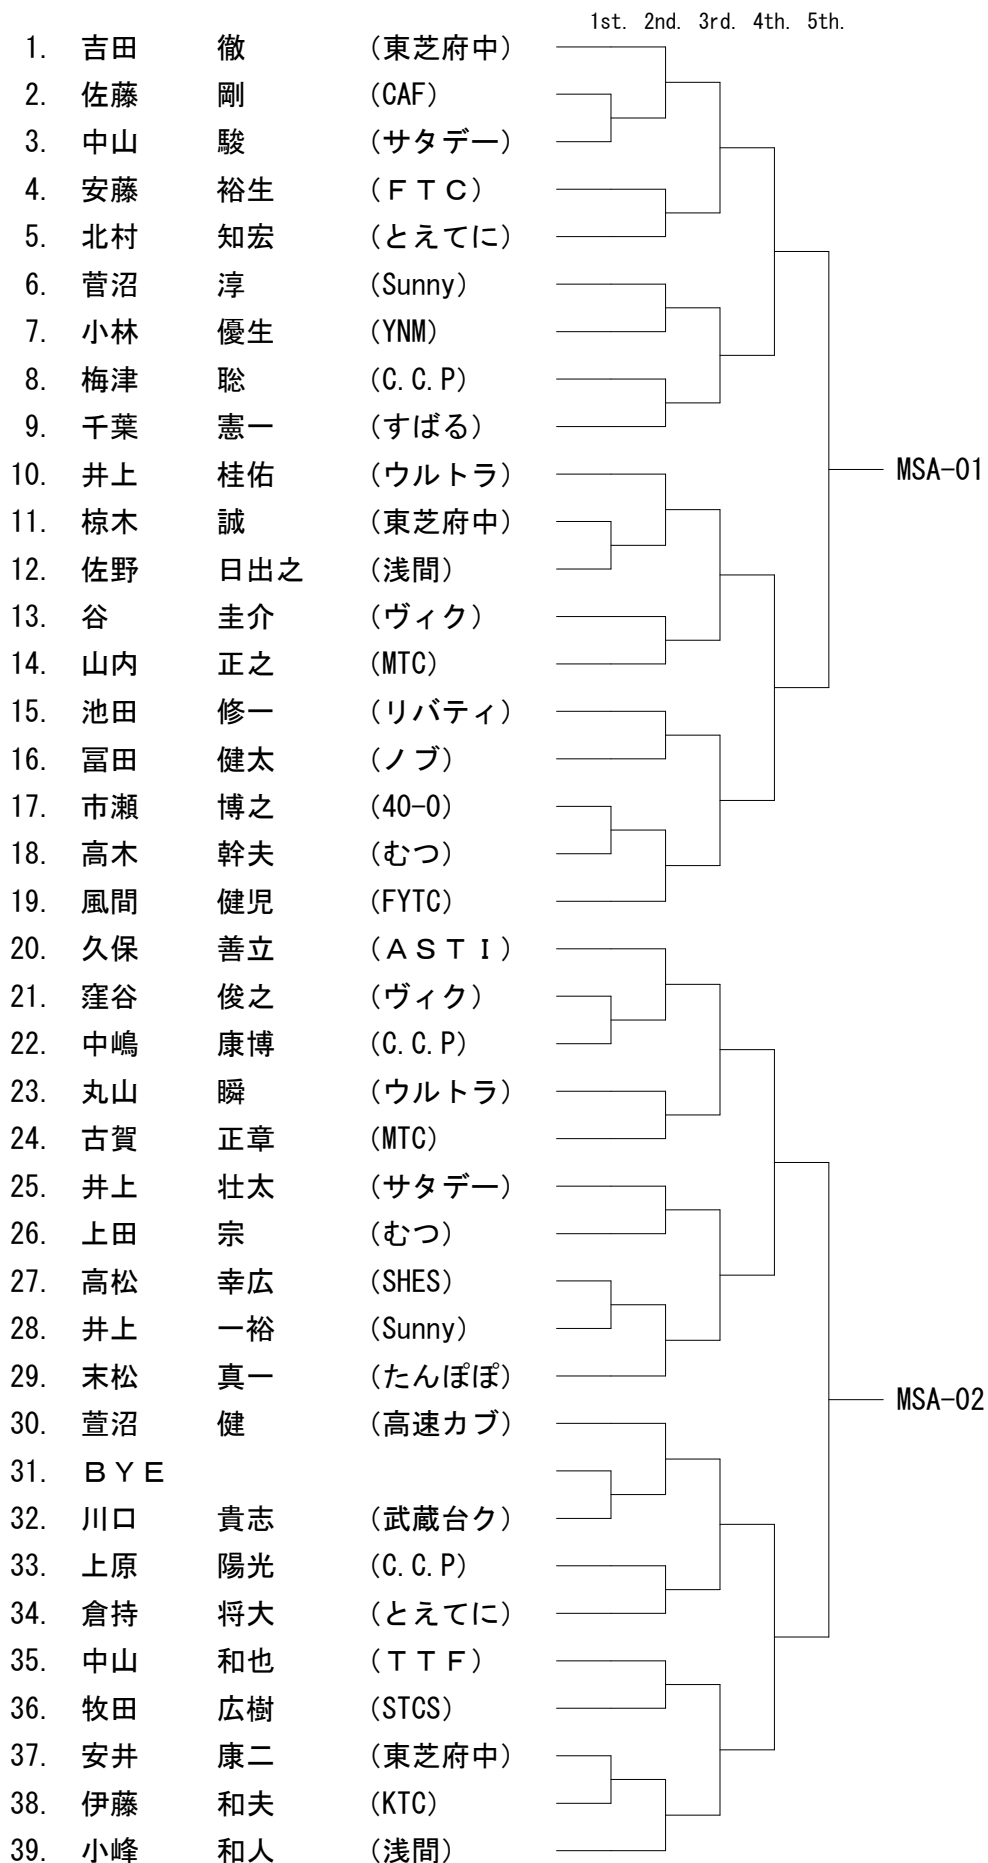 1st. 2nd. 3rd. 4th. 5th.
1. 吉田 徹 (東芝府中)
2. 佐藤 剛 (CAF)
3. 中山 駿 (サタデー)
4. 安藤 裕生 (ＦＴＣ)
5. 北村 知宏 (とえてに)
6. 菅沼 淳 (Sunny)
7. 小林 優生 (YNM)
8. 梅津 聡 (C.C.P)
9. 千葉 憲一 (すばる)
10. 井上 桂佑 (ウルトラ)
MSA-01
11. 椋木 誠 (東芝府中)
12. 佐野 日出之 (浅間)
13. 谷 圭介 (ヴィク)
14. 山内 正之 (MTC)
15. 池田 修一 (リバティ)
16. 冨田 健太 (ノブ)
17. 市瀬 博之 (40-0)
18. 高木 幹夫 (むつ)
19. 風間 健児 (FYTC)
20. 久保 善立 (ＡＳＴＩ)
21. 窪谷 俊之 (ヴィク)
22. 中嶋 康博 (C.C.P)
23. 丸山 瞬 (ウルトラ)
24. 古賀 正章 (MTC)
25. 井上 壮太 (サタデー)
26. 上田 宗 (むつ)
27. 高松 幸広 (SHES)
28. 井上 一裕 (Sunny)
29. 末松 真一 (たんぽぽ)
MSA-02
30. 萱沼 健 (高速カブ)
31. ＢＹＥ
32. 川口 貴志 (武蔵台ク)
33. 上原 陽光 (C.C.P)
34. 倉持 将大 (とえてに)
35. 中山 和也 (ＴＴＦ)
36. 牧田 広樹 (STCS)
37. 安井 康二 (東芝府中)
38. 伊藤 和夫 (KTC)
39. 小峰 和人 (浅間)